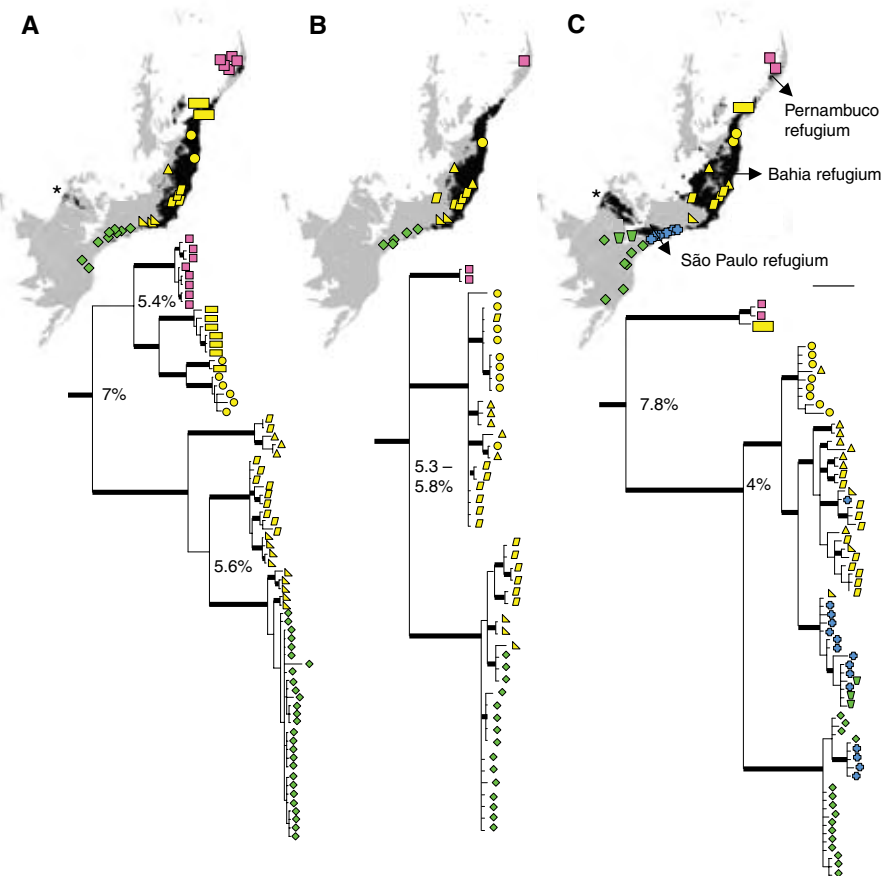 A
B
C
Pernambuco
refugium
Bahia refugium
*
*
São Paulo refugium
5.4%
7%
5.6%
5.3 –
5.8%
7.8%
4%